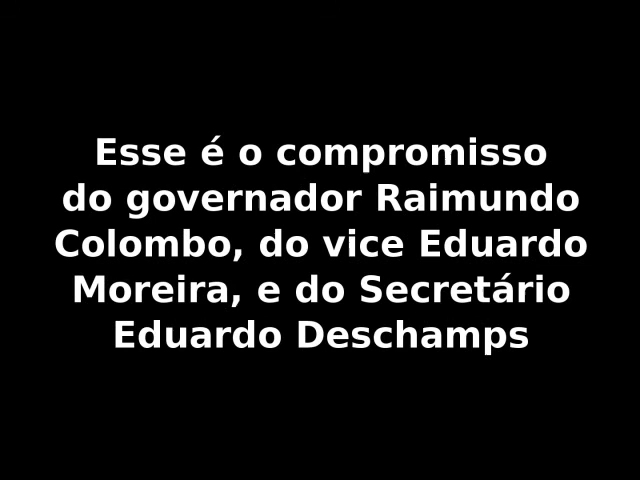 Esse é o compromisso
do governador Raimundo
Colombo, do vice Eduardo
Moreira, e do Secretário
Eduardo Deschamps